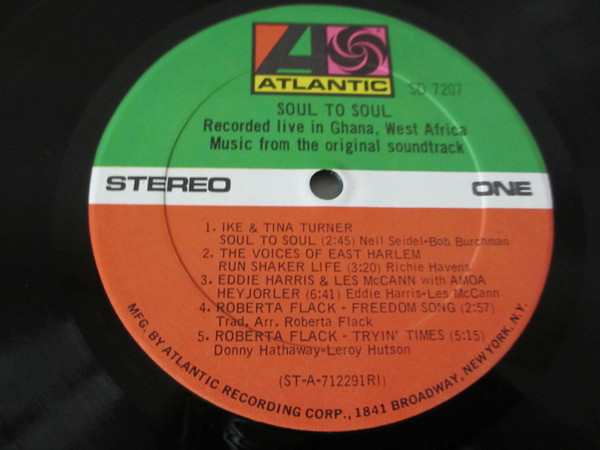 ATLANTIC
SD 7207
SOUL TO SOUL
Recorded live in Ghana, West Africa
Music from the original soundtrack
STEREO ONE
1. IKE & TINA TURNER
SOUL TO SOUL (2:45) Neil Seidel-Bob Burchman
2. THE VOICES OF EAST HARLEM
RUN SHAKER LIFE (3:20) Richie Havens
3. EDDIE HARRIS & LES McCANN with AMOA
HEYJORLER (6:41) Eddie Harris-Les McCann
4. ROBERTA FLACK - FREEDOM SONG (2:57)
Trad. Arr. Roberta Flack
5. ROBERTA FLACK - TRYIN' TIMES (5:15)
Donny Hathaway-Leroy Hutson
(ST-A-712291RI)
MFG. BY ATLANTIC RECORDING CORP., 1841 BROADWAY, NEW YORK, N.Y.